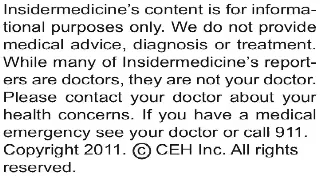 Insidermedicine's content is for informa-
tional purposes only. We do not provide
medical advice, diagnosis or treatment.
While many of Insidermedicine's report-
ers are doctors, they are not your doctor.
Please contact your doctor about your
health concerns. If you have a medical
emergency see your doctor or call 911.
Copyright 2011. © CEH Inc. All rights
reserved.